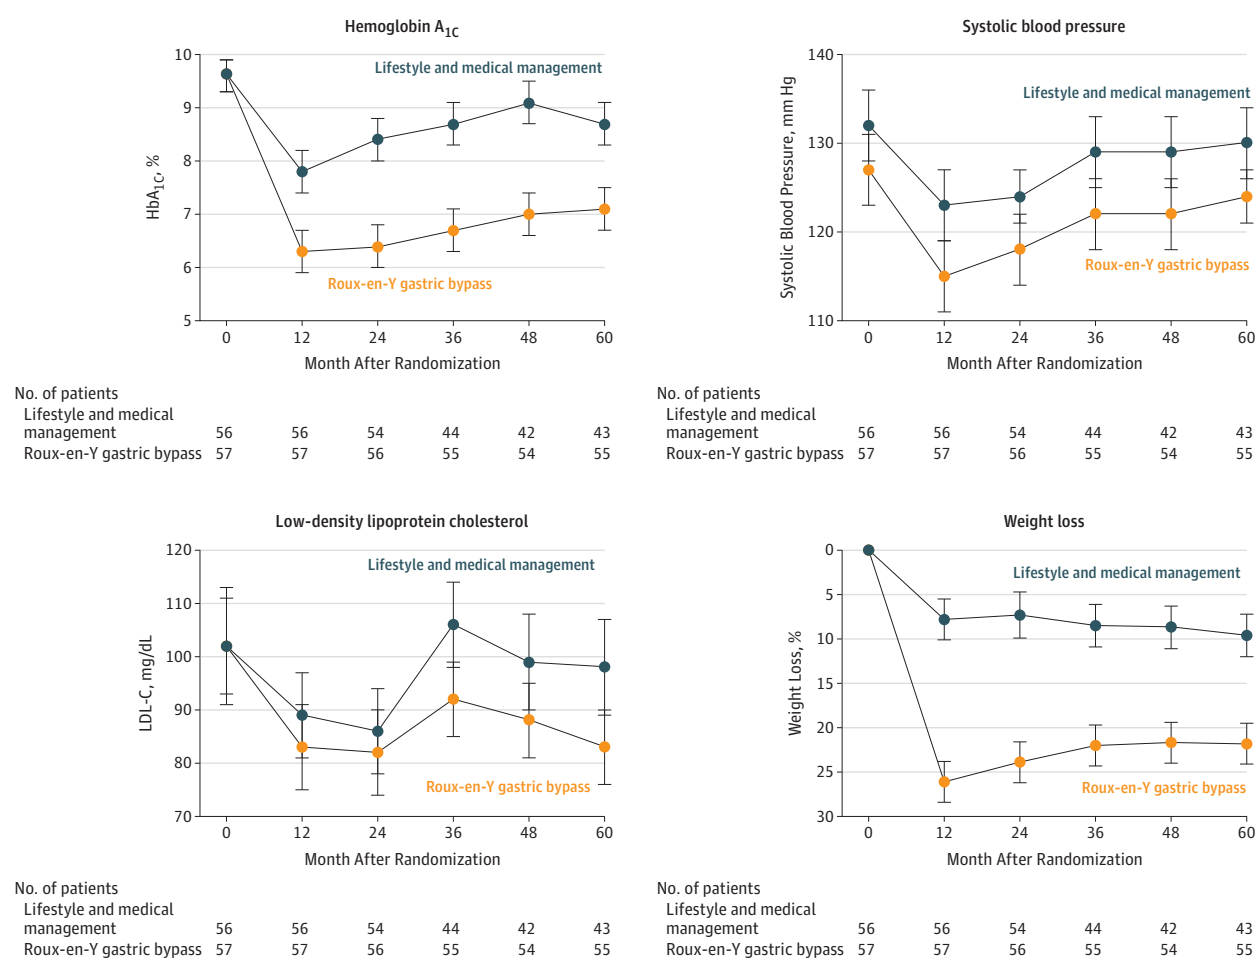 Hemoglobin A1C
10
9
8
7
6
5
HbA1C, %
Lifestyle and medical management
Roux-en-Y gastric bypass
0 12 24 36 48 60
Month After Randomization
No. of patients
Lifestyle and medical
management 56 56 54 44 42 43
Roux-en-Y gastric bypass 57 57 56 55 54 55
Systolic blood pressure
140
130
120
110
Systolic Blood Pressure, mm Hg
Lifestyle and medical management
Roux-en-Y gastric bypass
0 12 24 36 48 60
Month After Randomization
No. of patients
Lifestyle and medical
management 56 56 54 44 42 43
Roux-en-Y gastric bypass 57 57 56 55 54 55
Low-density lipoprotein cholesterol
120
110
100
90
80
70
LDL-C, mg/dL
Lifestyle and medical management
Roux-en-Y gastric bypass
0 12 24 36 48 60
Month After Randomization
No. of patients
Lifestyle and medical
management 56 56 54 44 42 43
Roux-en-Y gastric bypass 57 57 56 55 54 55
Weight loss
0
5
10
15
20
25
30
Weight Loss, %
Lifestyle and medical management
Roux-en-Y gastric bypass
0 12 24 36 48 60
Month After Randomization
No. of patients
Lifestyle and medical
management 56 56 54 44 42 43
Roux-en-Y gastric bypass 57 57 56 55 54 55